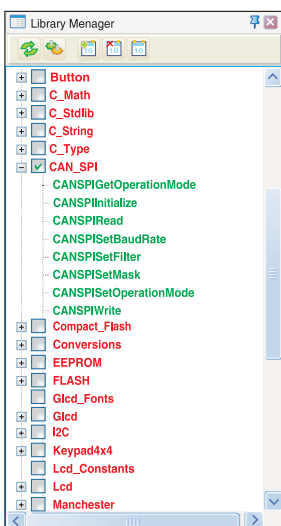 Library Menager
Button
C_Math
C_Stdlib
C_String
C_Type
CAN_SPI
CANSPIGetOperationMode
CANSPIInitialize
CANSPIRead
CANSPISetBaudRate
CANSPISetFilter
CANSPISetMask
CANSPISetOperationMode
CANSPIWrite
Compact_Flash
Conversions
EEPROM
FLASH
Glcd_Fonts
Glcd
I2C
Keypad4x4
Lcd_Constants
Lcd
Manchester